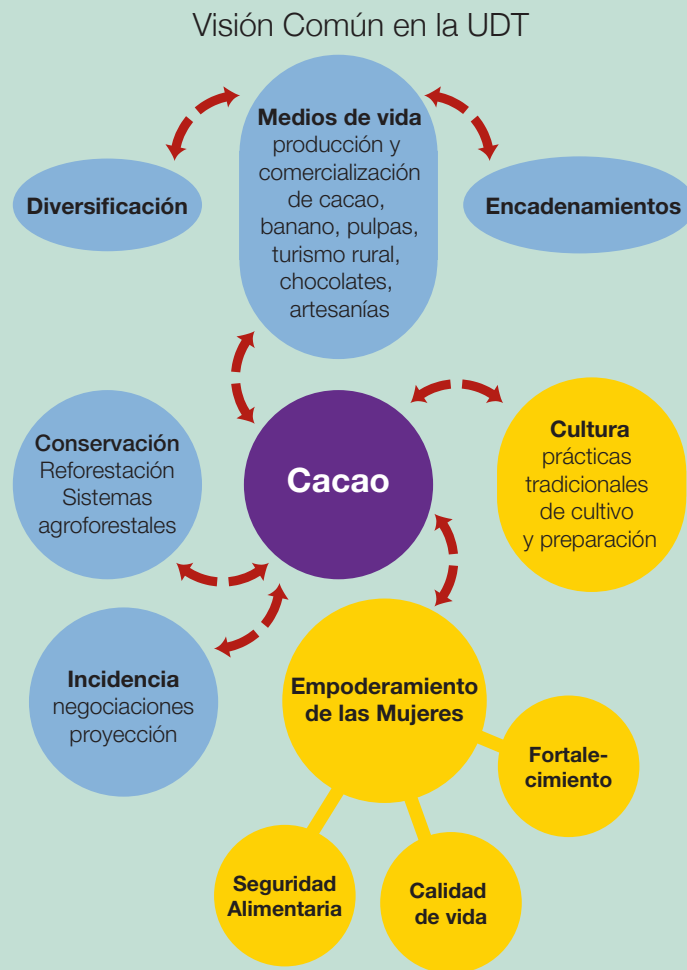 Visión Común en la UDT
Medios de vida
producción y
comercialización
de cacao,
banano, pulpas,
turismo rural,
chocolates,
artesanías
Diversificación
Encadenamientos
Conservación
Reforestación
Sistemas
agroforestales
Cacao
Cultura
prácticas
tradicionales
de cultivo
y preparación
Incidencia
negociaciones
proyección
Empoderamiento
de las Mujeres
Fortale-
cimiento
Seguridad
Alimentaria
Calidad
de vida